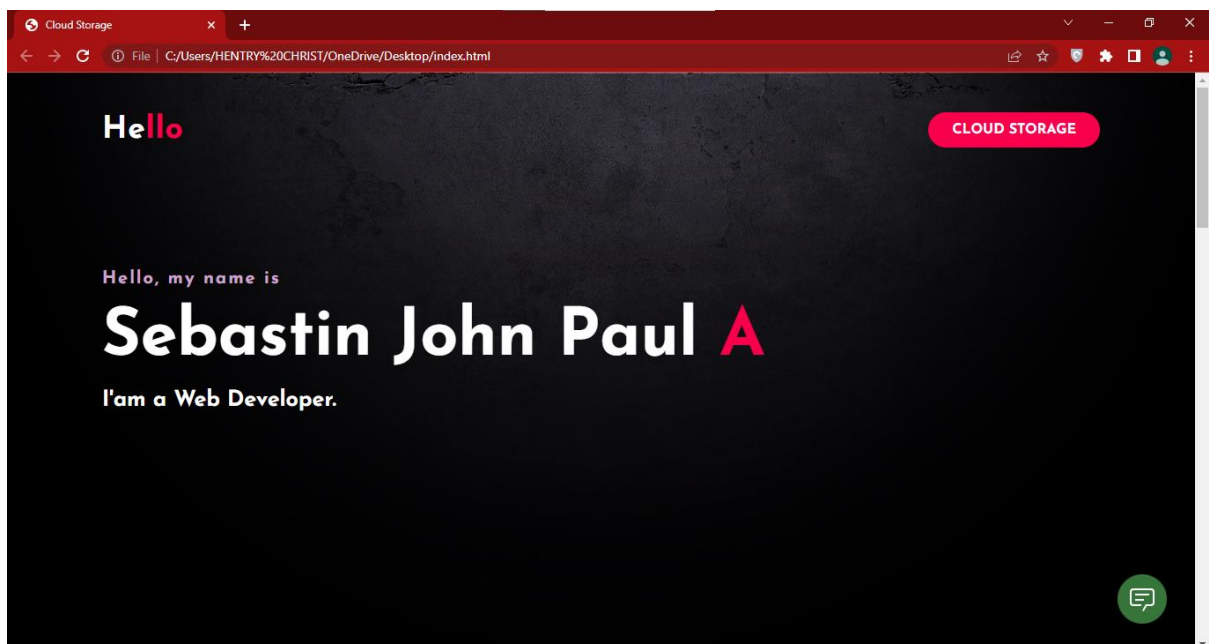 Cloud Storage
File | C:/Users/HENTRY%20CHRIST/OneDrive/Desktop/index.html
Hello
CLOUD STORAGE
Hello, my name is
Sebastin John Paul A
I'am a Web Developer.